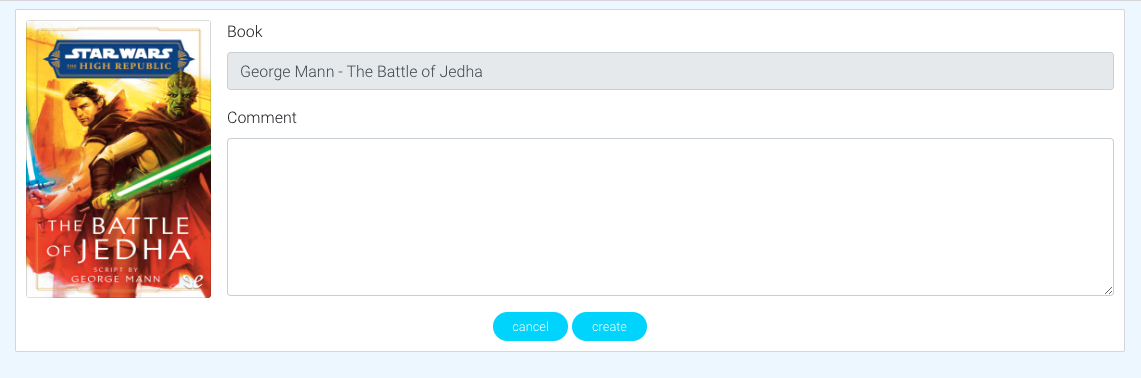 STAR WARS
THE HIGH REPUBLIC
THE BATTLE
OF JEDHA
SCRIPT BY
GEORGE MANN
Book
George Mann - The Battle of Jedha
Comment
cancel
create